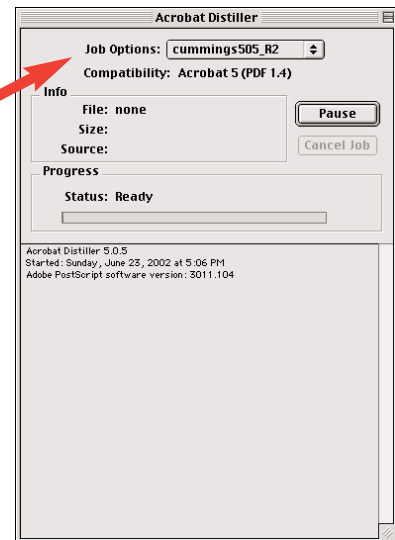 Acrobat Distiller
Job Options: cummings505_R2
Compatibility: Acrobat 5 (PDF 1.4)
Info
File: none
Size:
Source:
Pause
Cancel Job
Progress
Status: Ready
Acrobat Distiller 5.0.5
Started: Sunday, June 23, 2002 at 5:06 PM
Adobe PostScript software version: 3011.104